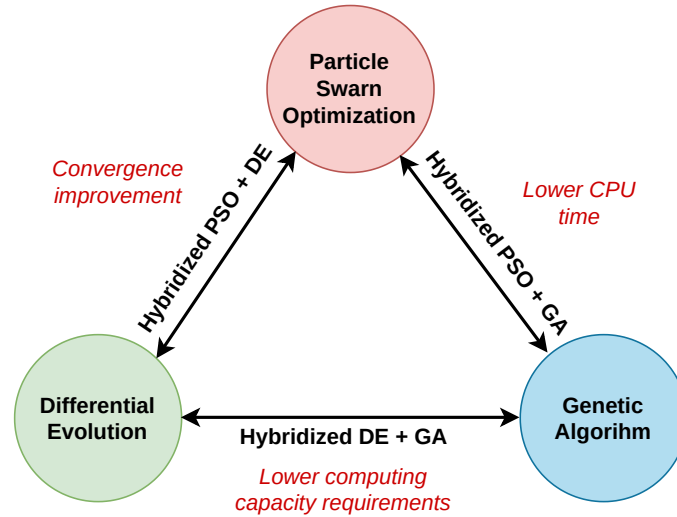 Particle
Swarn
Optimization
Convergence
improvement
Hybridized PSO + DE
Hybridized PSO + GA
Lower CPU
time
Differential
Evolution
Hybridized DE + GA
Genetic
Algorihm
Lower computing
capacity requirements